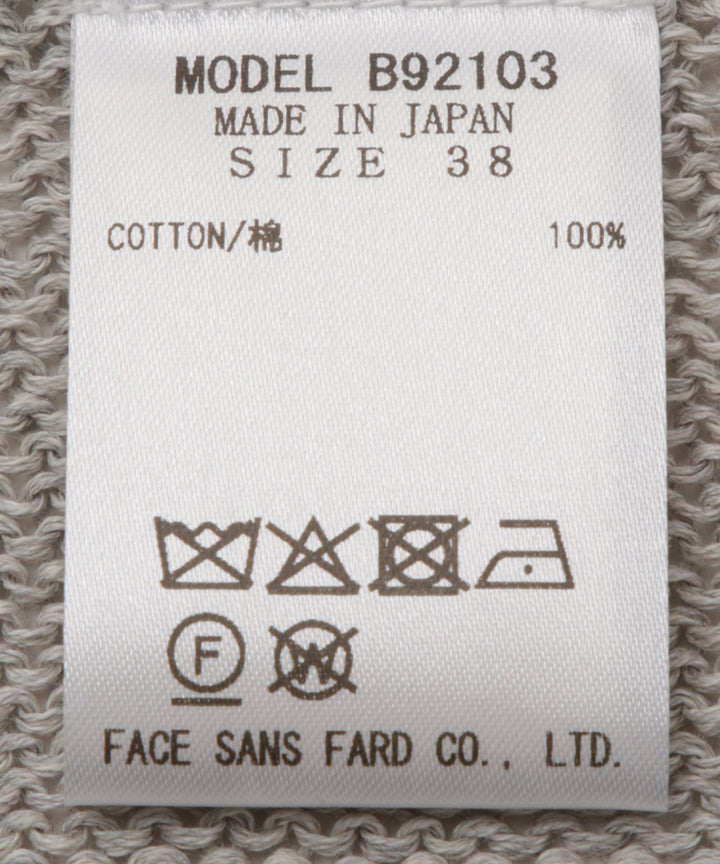 MODEL B92103
MADE IN JAPAN
SIZE 38
COTTON/棉 100%
F W
FACE SANS FARD CO., LTD.